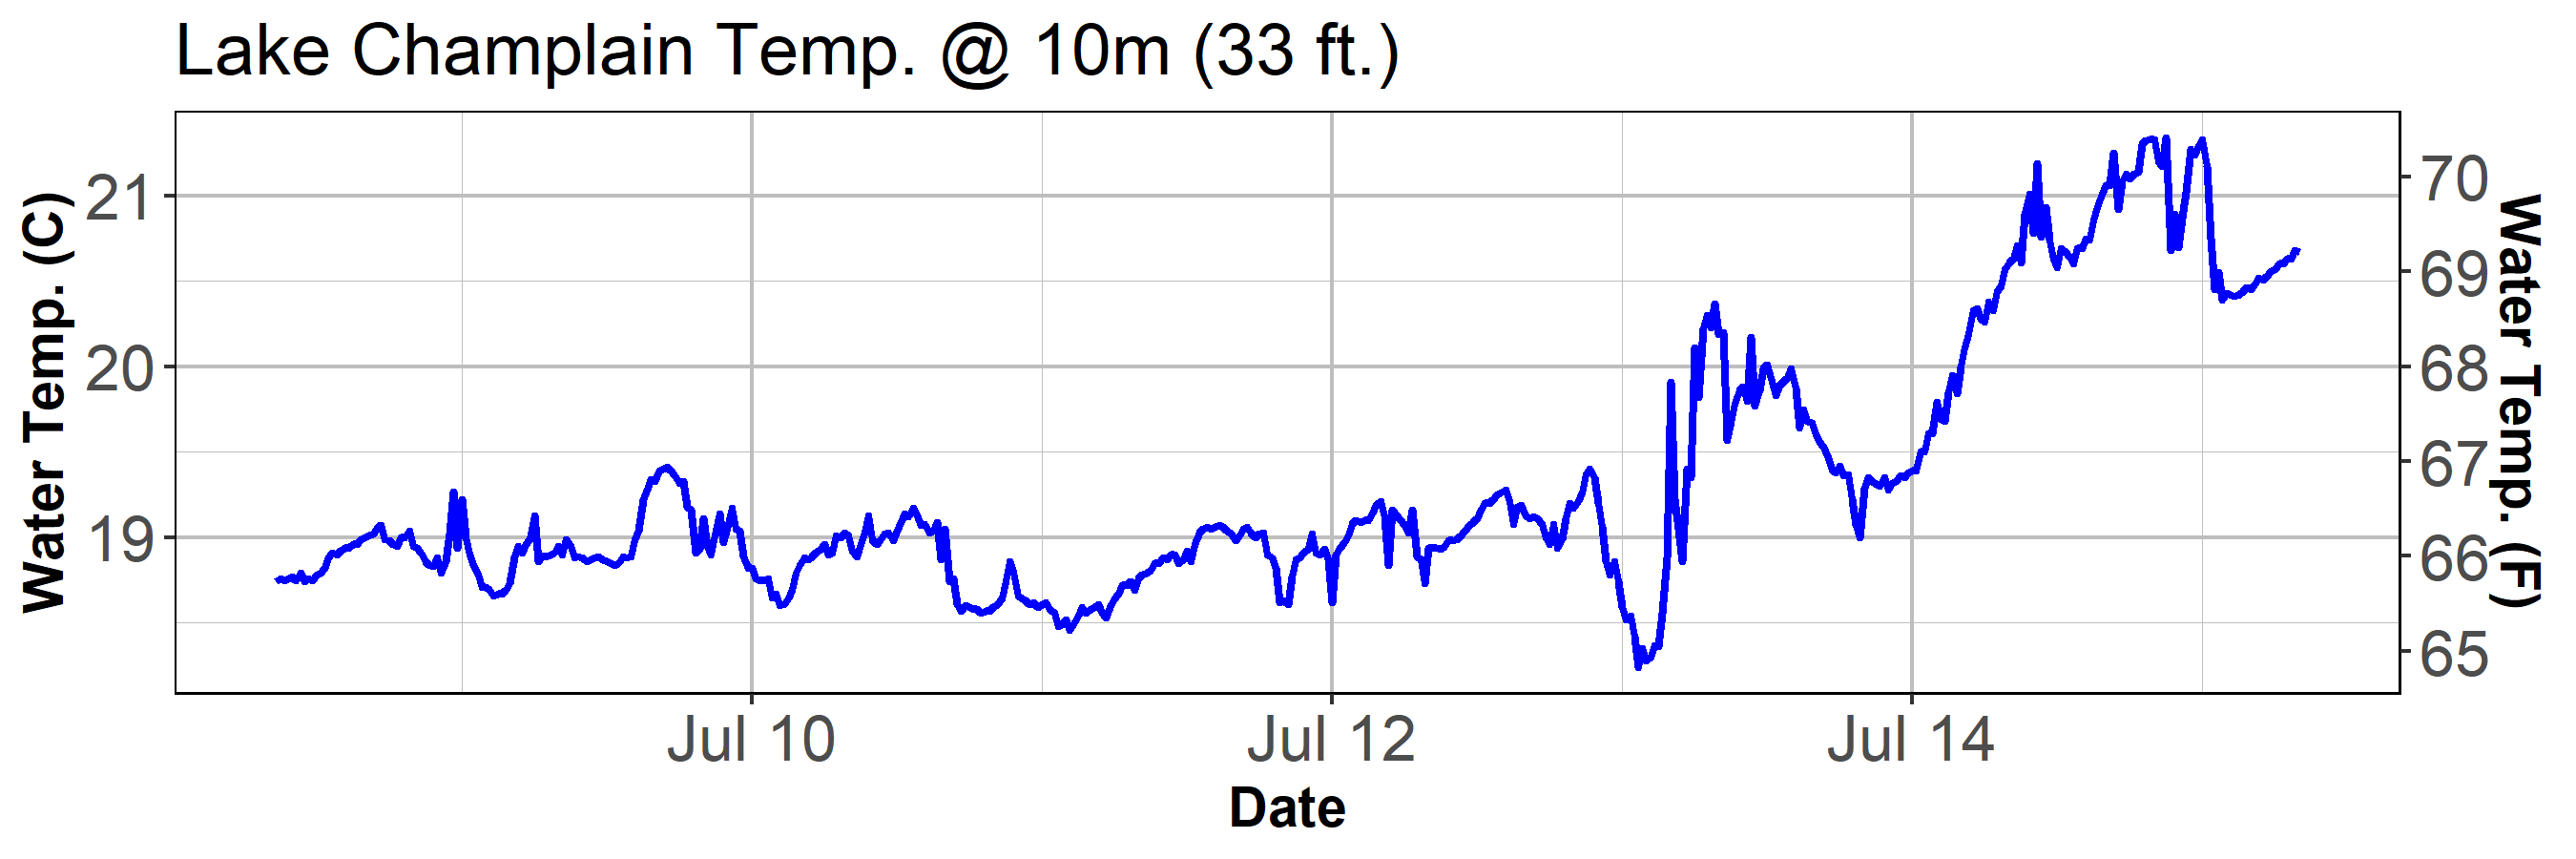 Lake Champlain Temp. @ 10m (33 ft.)
Water Temp. (C)
21
20
19
70
69
68
67
66
65
Water Temp. (F)
Jul 10
Jul 12
Jul 14
Date